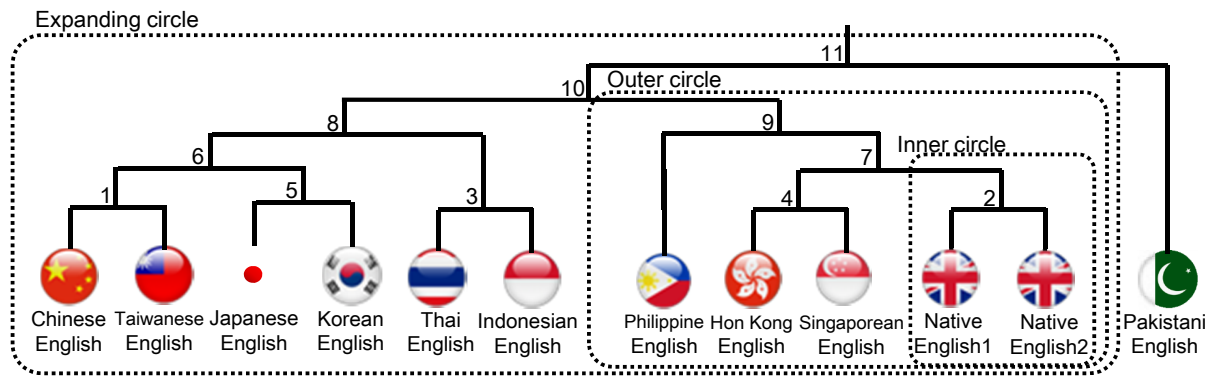 Expanding circle
11
10
Outer circle
8
9
6
7
Inner circle
1
5
3
4
2
Chinese
English
Taiwanese
English
Japanese
English
Korean
English
Thai
English
Indonesian
English
Philippine
English
Hon Kong
English
Singaporean
English
Native
English1
Native
English2
Pakistani
English